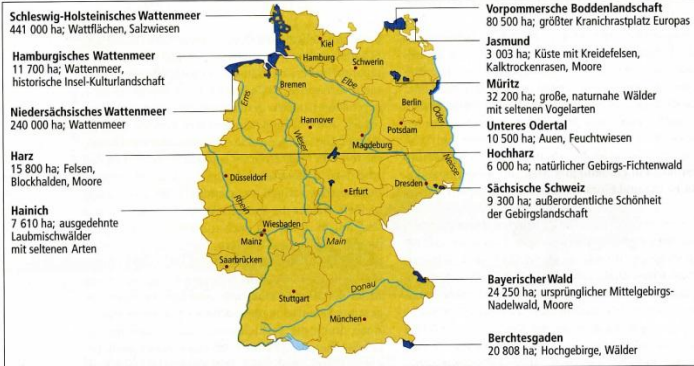 Schleswig-Holsteinisches Wattenmeer
441 000 ha; Wattflächen, Salzwiesen
Hamburgisches Wattenmeer
11 700 ha; Wattenmeer,
historische Insel-Kulturlandschaft
Niedersächsisches Wattenmeer
240 000 ha; Wattenmeer
Harz
15 800 ha; Felsen,
Blockhalden, Moore
Hainich
7 610 ha; ausgedehnte
Laubmischwälder
mit seltenen Arten
Kiel
Hamburg
Schwerin
Bremen
Elbe
Ems
Berlin
Oder
Hannover
Potsdam
Weser
Magdeburg
Neisse
Düsseldorf
Erfurt
Dresden
Rhein
Wiesbaden
Mainz
Main
Saarbrücken
Stuttgart
Donau
München
Vorpommersche Boddenlandschaft
80 500 ha; größter Kranichrastplatz Europas
Jasmund
3 003 ha; Küste mit Kreidefelsen,
Kalktrockenrasen, Moore
Müritz
32 200 ha; große, naturnahe Wälder
mit seltenen Vogelarten
Unteres Odertal
10 500 ha; Auen, Feuchtwiesen
Hochharz
6 000 ha; natürlicher Gebirgs-Fichtenwald
Sächsische Schweiz
9 300 ha; außerordentliche Schönheit
der Gebirgslandschaft
Bayerischer Wald
24 250 ha; ursprünglicher Mittelgebirgs-
Nadelwald, Moore
Berchtesgaden
20 808 ha; Hochgebirge, Wälder